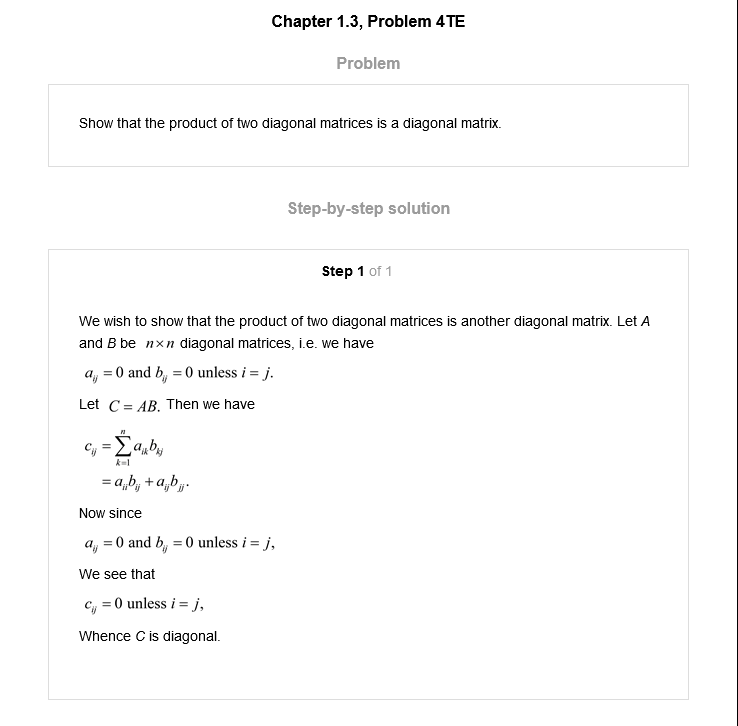 Chapter 1.3, Problem 4TE
Problem
Show that the product of two diagonal matrices is a diagonal matrix.
Step-by-step solution
Step 1 of 1
We wish to show that the product of two diagonal matrices is another diagonal matrix. Let A
and B be n×n diagonal matrices, i.e. we have
a_{ij} = 0 and b_{ij} = 0 unless i = j.
Let C = AB. Then we have
c_{ij} = \sum_{k=1}^{n} a_{ik}b_{kj}
= a_{ii}b_{ij} + a_{ij}b_{jj}.
Now since
a_{ij} = 0 and b_{ij} = 0 unless i = j,
We see that
c_{ij} = 0 unless i = j,
Whence C is diagonal.